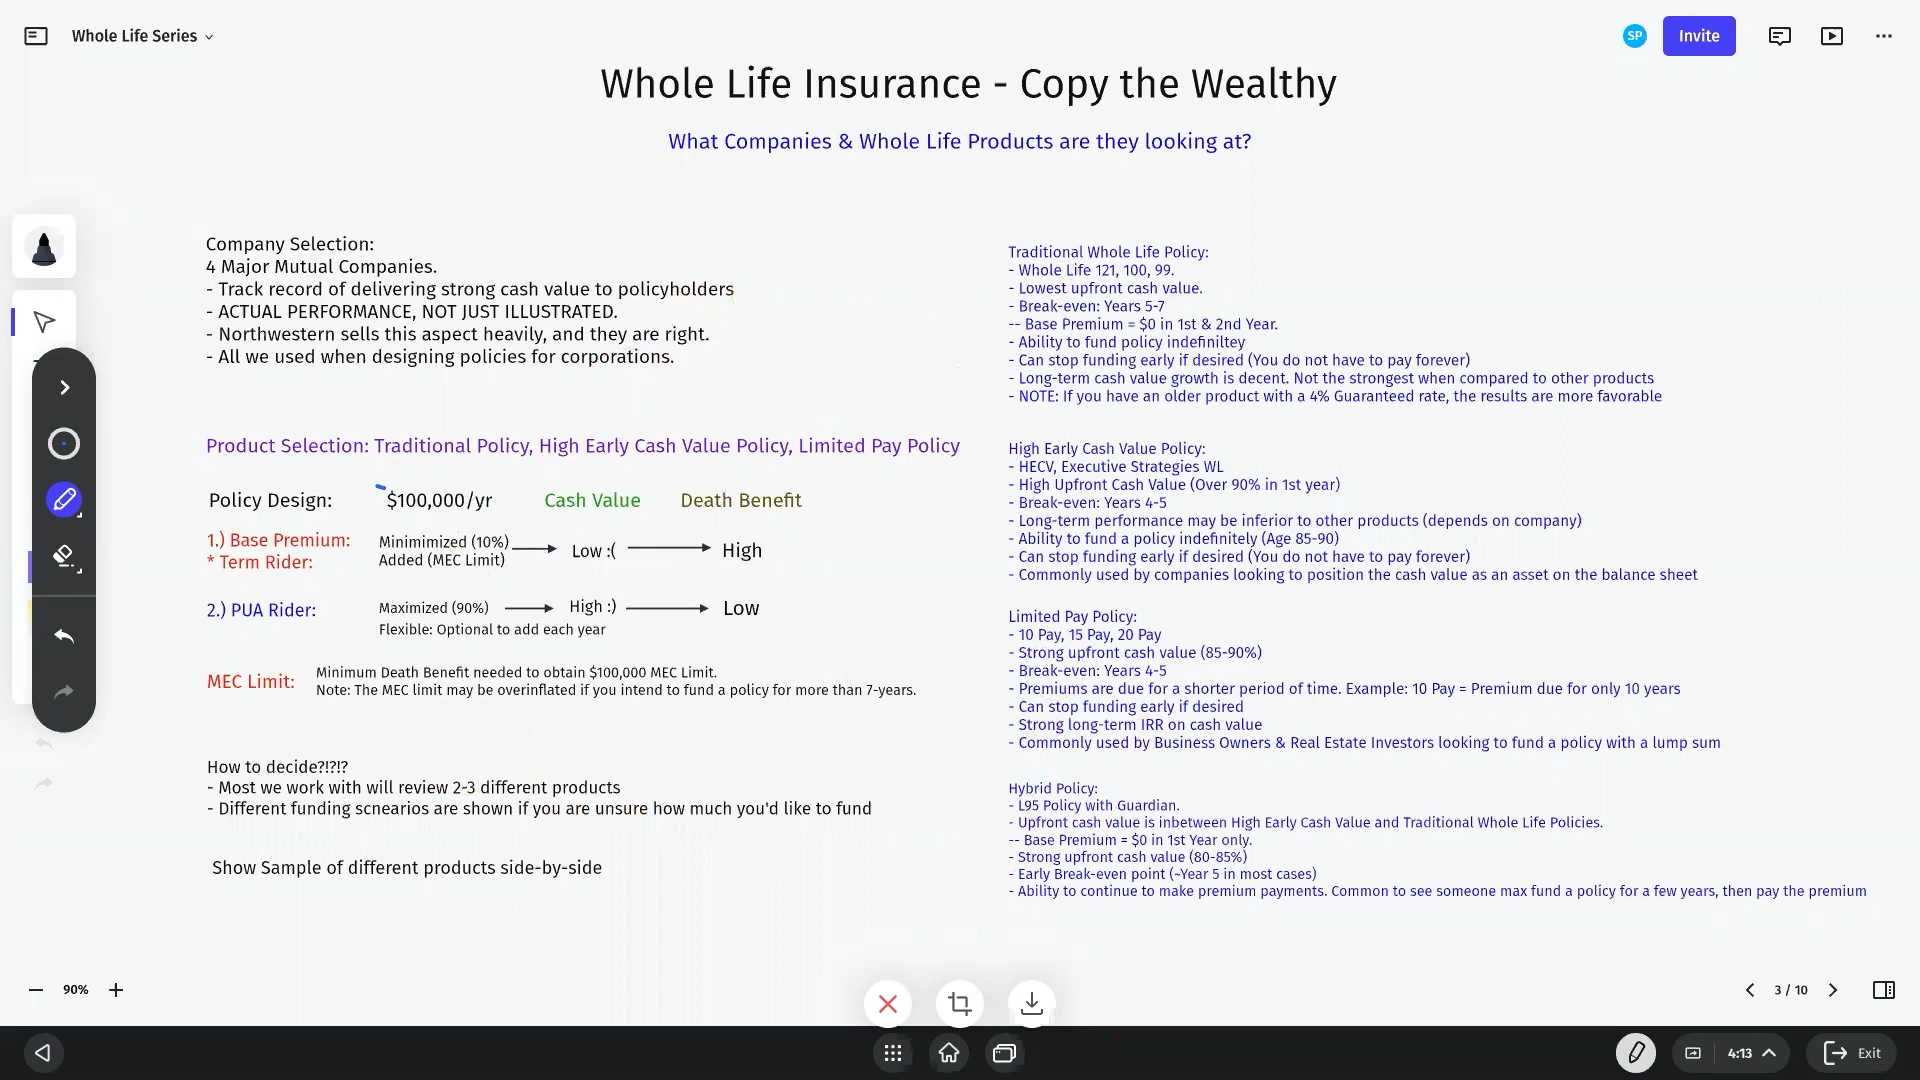 Whole Life Series
SP
Invite
Whole Life Insurance - Copy the Wealthy
What Companies & Whole Life Products are they looking at?
Company Selection:
4 Major Mutual Companies.
- Track record of delivering strong cash value to policyholders
- ACTUAL PERFORMANCE, NOT JUST ILLUSTRATED.
- Northwestern sells this aspect heavily, and they are right.
- All we used when designing policies for corporations.
Product Selection: Traditional Policy, High Early Cash Value Policy, Limited Pay Policy
Policy Design: $100,000/yr Cash Value Death Benefit
1.) Base Premium: Minimimized (10%) Low :( High
* Term Rider: Added (MEC Limit)
2.) PUA Rider: Maximized (90%) High :) Low
Flexible: Optional to add each year
MEC Limit: Minimum Death Benefit needed to obtain $100,000 MEC Limit.
Note: The MEC limit may be overinflated if you intend to fund a policy for more than 7-years.
How to decide?!?!?
- Most we work with will review 2-3 different products
- Different funding scnearios are shown if you are unsure how much you'd like to fund
Show Sample of different products side-by-side
Traditional Whole Life Policy:
- Whole Life 121, 100, 99.
- Lowest upfront cash value.
- Break-even: Years 5-7
-- Base Premium = $0 in 1st & 2nd Year.
- Ability to fund policy indefiniltey
- Can stop funding early if desired (You do not have to pay forever)
- Long-term cash value growth is decent. Not the strongest when compared to other products
- NOTE: If you have an older product with a 4% Guaranteed rate, the results are more favorable
High Early Cash Value Policy:
- HECV, Executive Strategies WL
- High Upfront Cash Value (Over 90% in 1st year)
- Break-even: Years 4-5
- Long-term performance may be inferior to other products (depends on company)
- Ability to fund a policy indefinitely (Age 85-90)
- Can stop funding early if desired (You do not have to pay forever)
- Commonly used by companies looking to position the cash value as an asset on the balance sheet
Limited Pay Policy:
- 10 Pay, 15 Pay, 20 Pay
- Strong upfront cash value (85-90%)
- Break-even: Years 4-5
- Premiums are due for a shorter period of time. Example: 10 Pay = Premium due for only 10 years
- Can stop funding early if desired
- Strong long-term IRR on cash value
- Commonly used by Business Owners & Real Estate Investors looking to fund a policy with a lump sum
Hybrid Policy:
- L95 Policy with Guardian.
- Upfront cash value is inbetween High Early Cash Value and Traditional Whole Life Policies.
-- Base Premium = $0 in 1st Year only.
- Strong upfront cash value (80-85%)
- Early Break-even point (~Year 5 in most cases)
- Ability to continue to make premium payments. Common to see someone max fund a policy for a few years, then pay the premium
90%
3 / 10
4:13
Exit